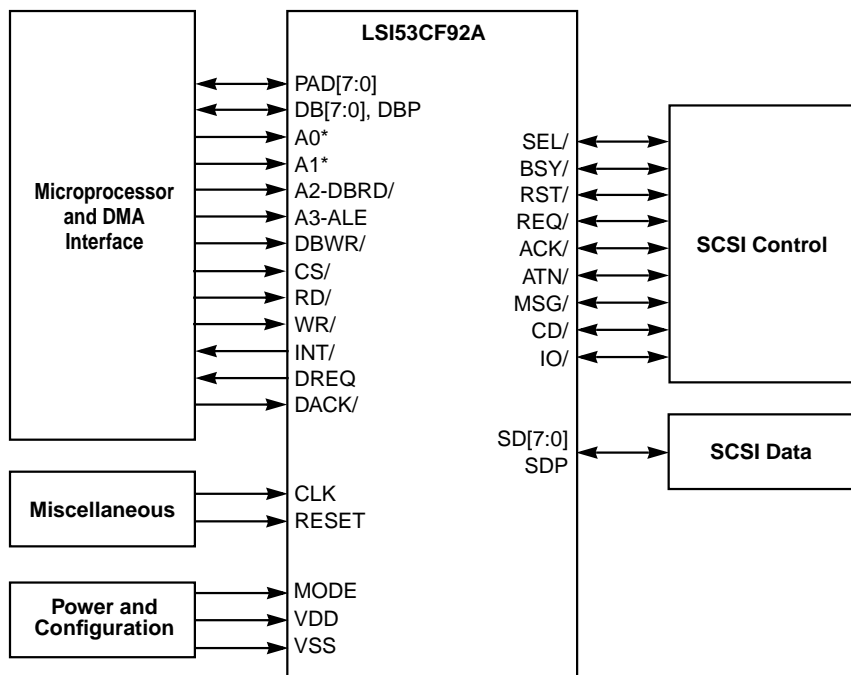 LSI53CF92A
Microprocessor
and DMA
Interface
PAD[7:0]
DB[7:0], DBP
A0*
A1*
A2-DBRD/
A3-ALE
DBWR/
CS/
RD/
WR/
INT/
DREQ
DACK/
SEL/
BSY/
RST/
REQ/
ACK/
ATN/
MSG/
CD/
IO/
SCSI Control
SD[7:0]
SDP
SCSI Data
Miscellaneous
CLK
RESET
Power and
Configuration
MODE
VDD
VSS